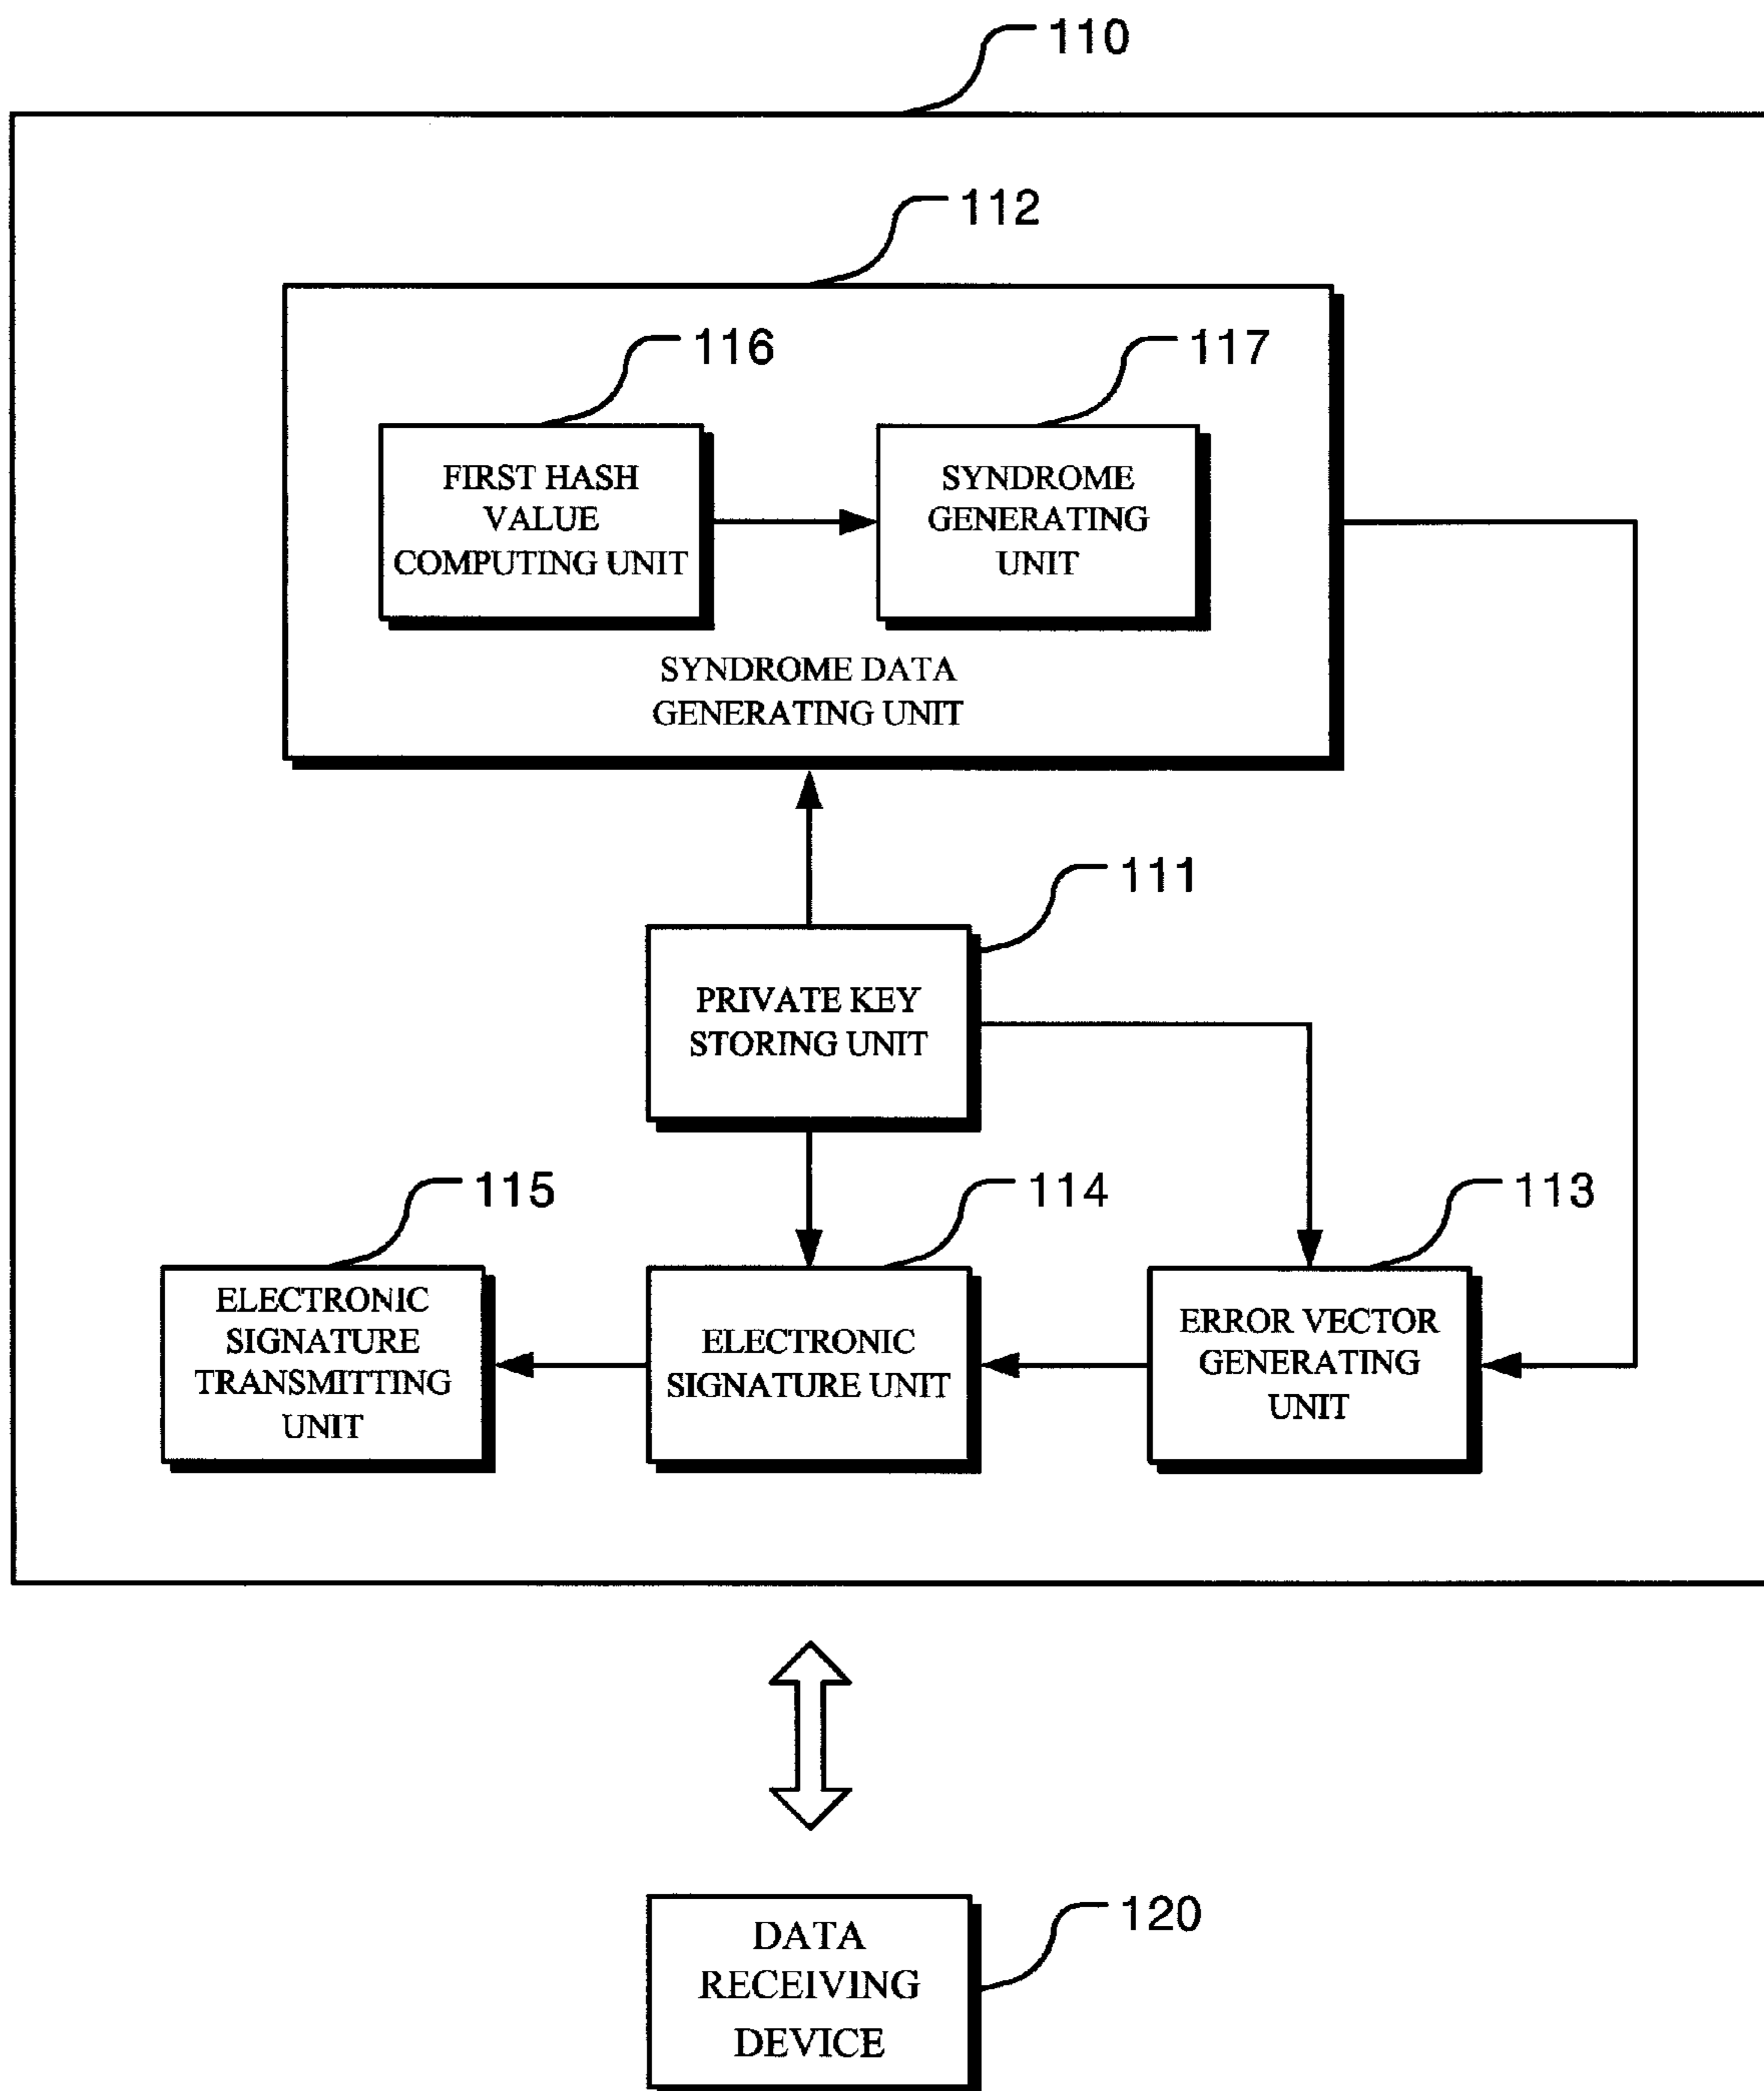 110
112
116
117
FIRST HASH
VALUE
COMPUTING UNIT
SYNDROME
GENERATING
UNIT
SYNDROME DATA
GENERATING UNIT
111
PRIVATE KEY
STORING UNIT
115
114
113
ELECTRONIC
SIGNATURE
TRANSMITTING
UNIT
ELECTRONIC
SIGNATURE UNIT
ERROR VECTOR
GENERATING
UNIT
120
DATA
RECEIVING
DEVICE